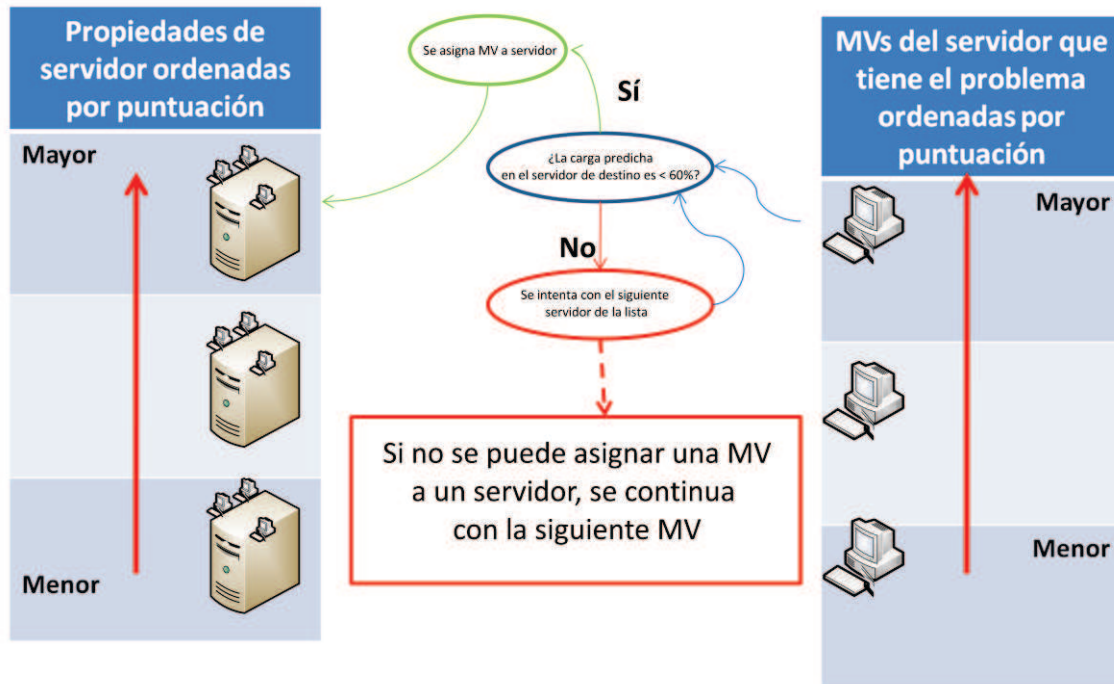 Propiedades de
servidor ordenadas
por puntuación
Mayor
Menor
Se asigna MV a servidor
Sí
¿La carga predicha
en el servidor de destino es < 60%?
No
Se intenta con el siguiente
servidor de la lista
Si no se puede asignar una MV
a un servidor, se continua
con la siguiente MV
MVs del servidor que
tiene el problema
ordenadas por
puntuación
Mayor
Menor